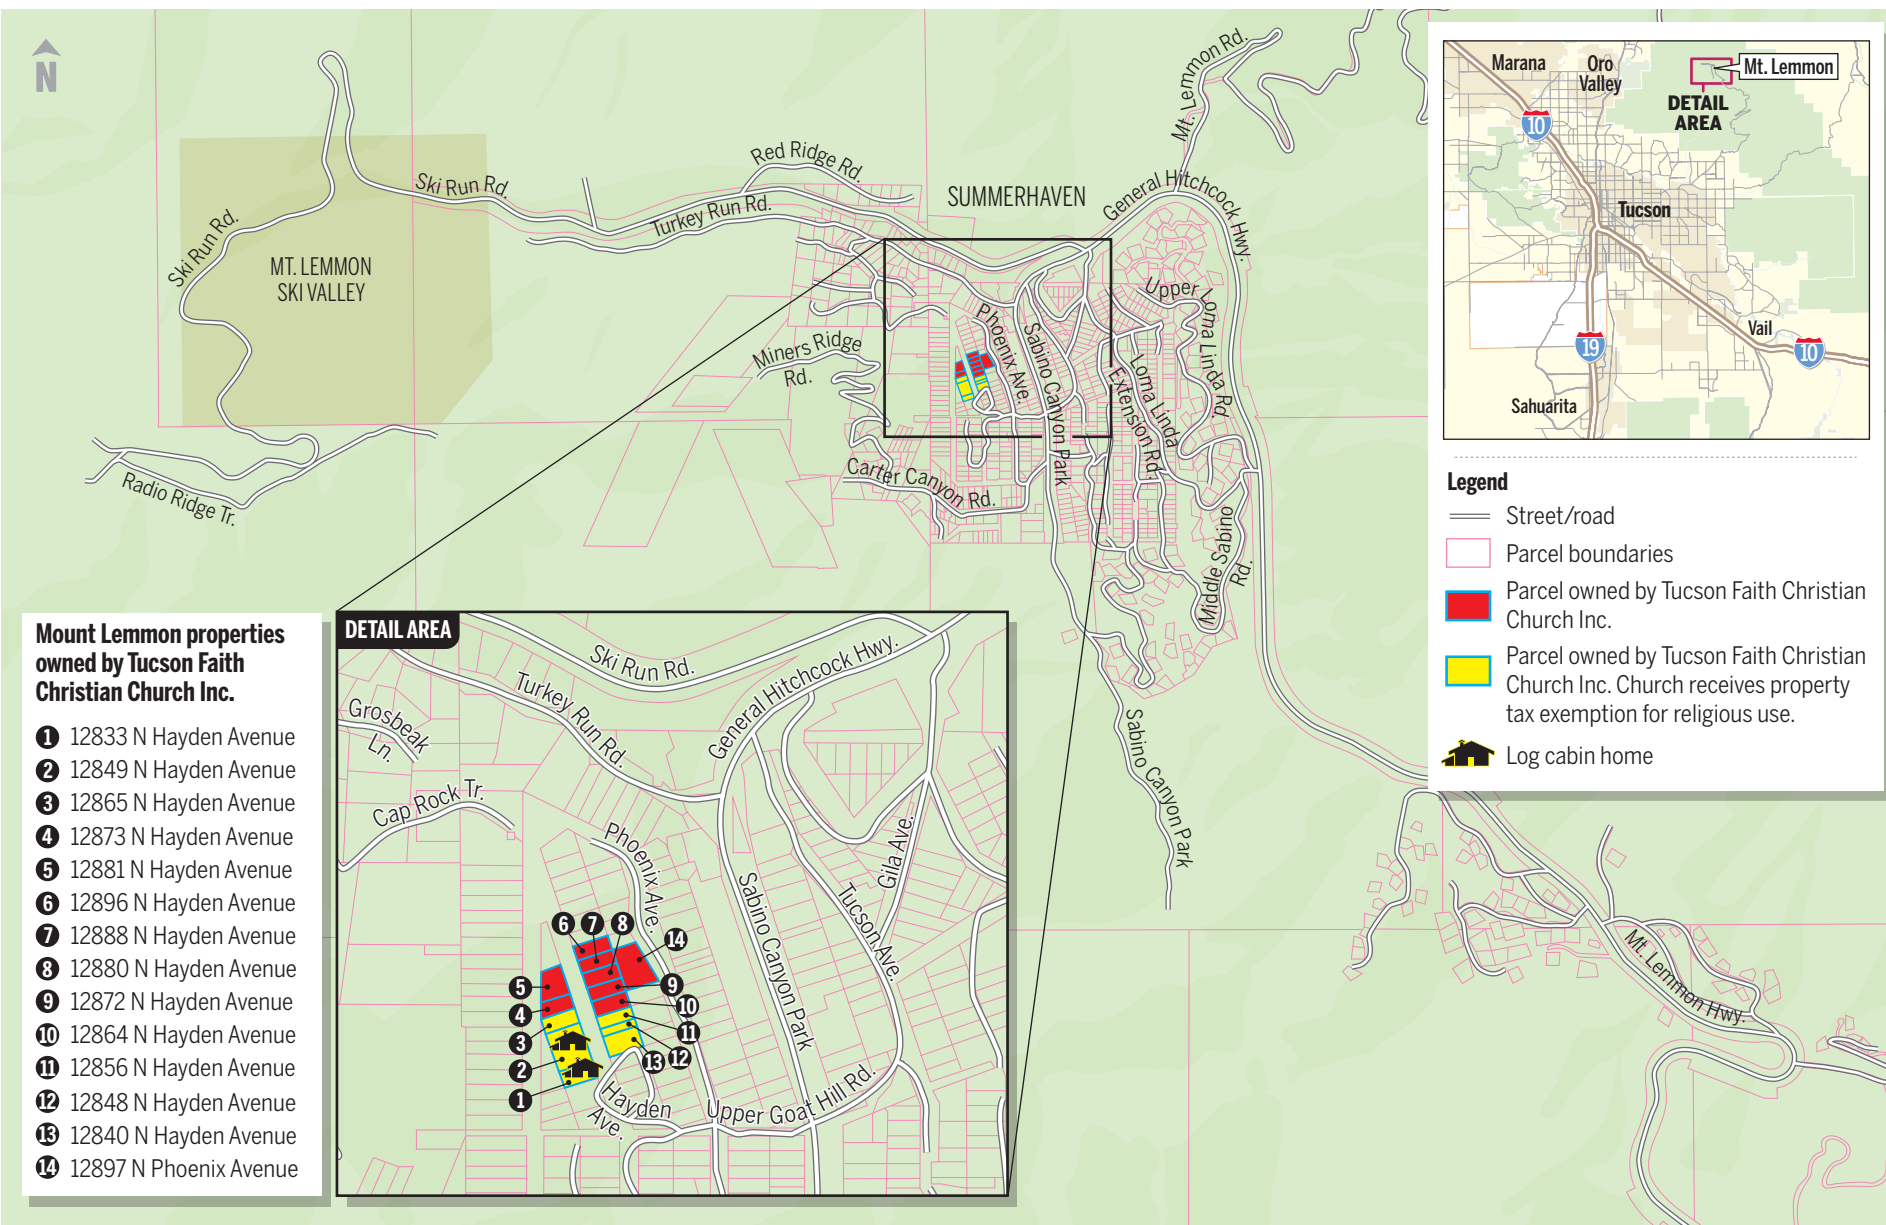 N
Mt. Lemmon Rd.
Red Ridge Rd.
Ski Run Rd.
SUMMERHAVEN
General Hitchcock Hwy.
Turkey Run Rd.
Ski Run Rd.
MT. LEMMON
SKI VALLEY
Upper Loma Linda Rd.
Phoenix Ave.
Sabino Canyon Park
Miners Ridge
Rd.
Loma Linda
Extension Rd.
Carter Canyon Rd.
Radio Ridge Tr.
Middle Sabino
Rd.
Sabino Canyon Park
Mt. Lemmon Hwy.
Marana
Oro
Valley
Mt. Lemmon
DETAIL
AREA
10
Tucson
Vail
19
10
Sahuarita
Legend
Street/road
Parcel boundaries
Parcel owned by Tucson Faith Christian
Church Inc.
Parcel owned by Tucson Faith Christian
Church Inc. Church receives property
tax exemption for religious use.
Log cabin home
Mount Lemmon properties
owned by Tucson Faith
Christian Church Inc.
1 12833 N Hayden Avenue
2 12849 N Hayden Avenue
3 12865 N Hayden Avenue
4 12873 N Hayden Avenue
5 12881 N Hayden Avenue
6 12896 N Hayden Avenue
7 12888 N Hayden Avenue
8 12880 N Hayden Avenue
9 12872 N Hayden Avenue
10 12864 N Hayden Avenue
11 12856 N Hayden Avenue
12 12848 N Hayden Avenue
13 12840 N Hayden Avenue
14 12897 N Phoenix Avenue
DETAIL AREA
Ski Run Rd.
General Hitchcock Hwy.
Turkey Run Rd.
Grosbeak
Ln.
Cap Rock Tr.
Phoenix Ave.
Gila Ave.
Sabino Canyon Park
Tucson Ave.
6 7 8
14
5
9
4
10
3
11
2
13 12
1
Hayden
Ave.
Upper Goat Hill Rd.